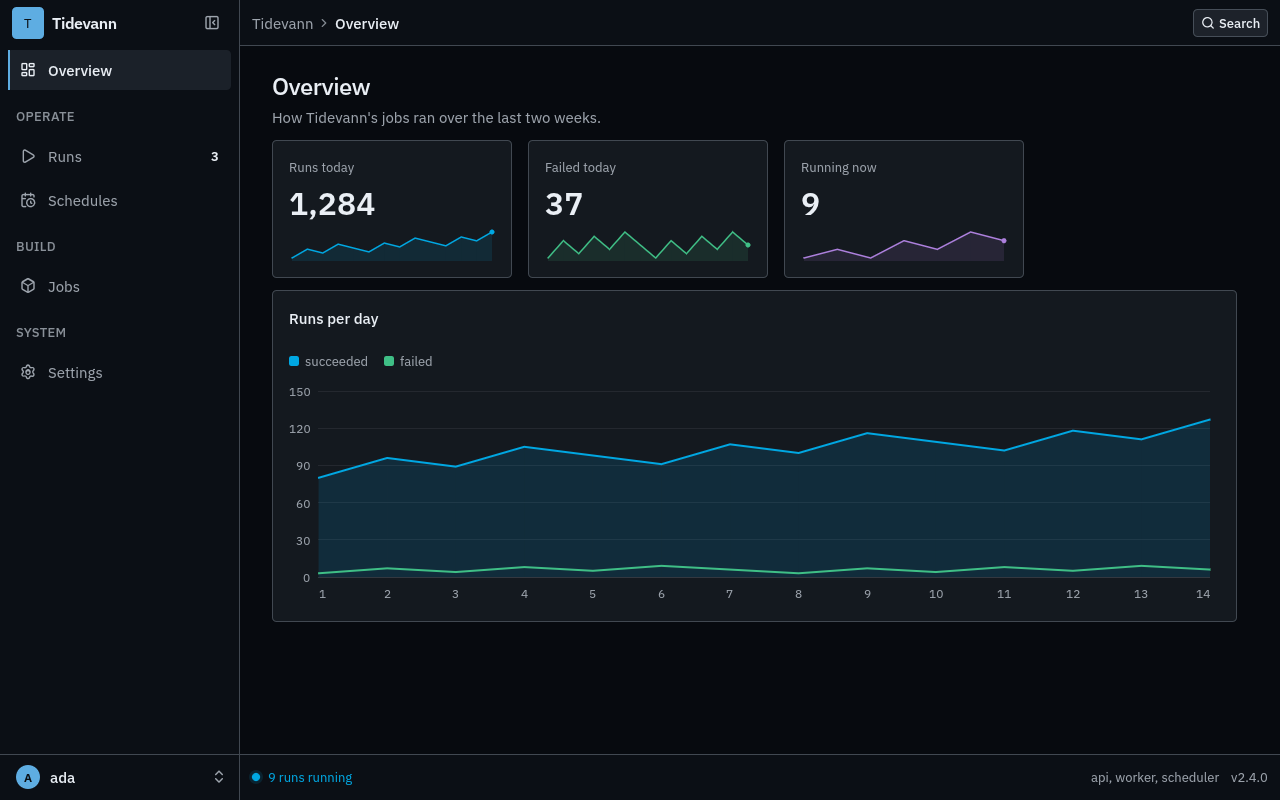 T Tidevann
Tidevann > Overview
Search
Overview
OPERATE
Runs 3
Schedules
BUILD
Jobs
SYSTEM
Settings
A ada
Overview
How Tidevann's jobs ran over the last two weeks.
Runs today
1,284
Failed today
37
Running now
9
Runs per day
succeeded failed
150
120
90
60
30
0
1 2 3 4 5 6 7 8 9 10 11 12 13 14
9 runs running
api, worker, scheduler v2.4.0